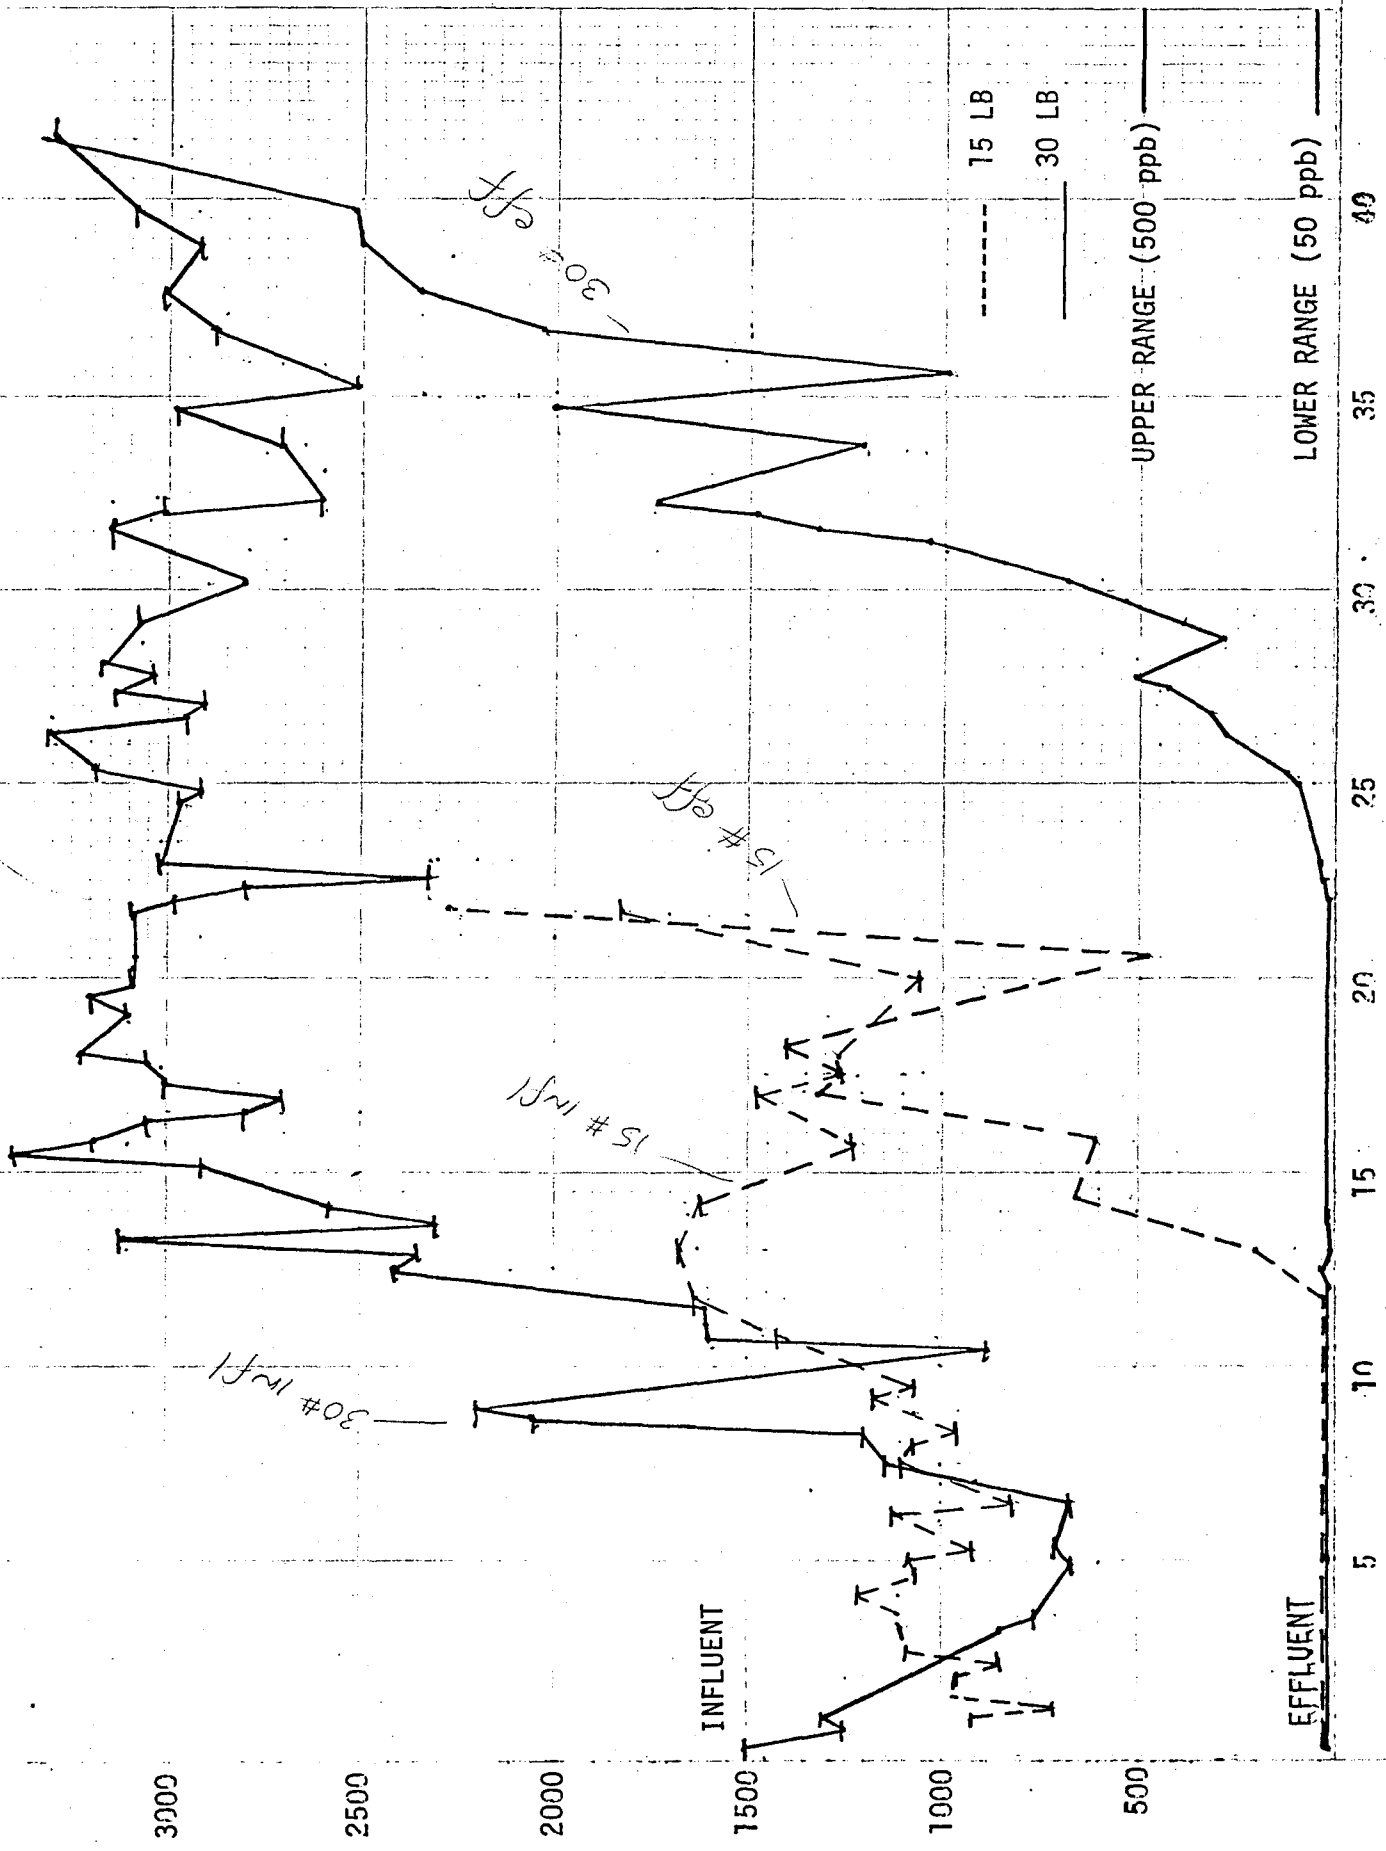 3000
2500
2000
1500
1000
500
INFLUENT
EFFLUENT
5
10
15
20
25
30
35
40
30# infl
15# infl
15# eff
30# eff
15 LB
30 LB
UPPER RANGE (500 ppb)
LOWER RANGE (50 ppb)